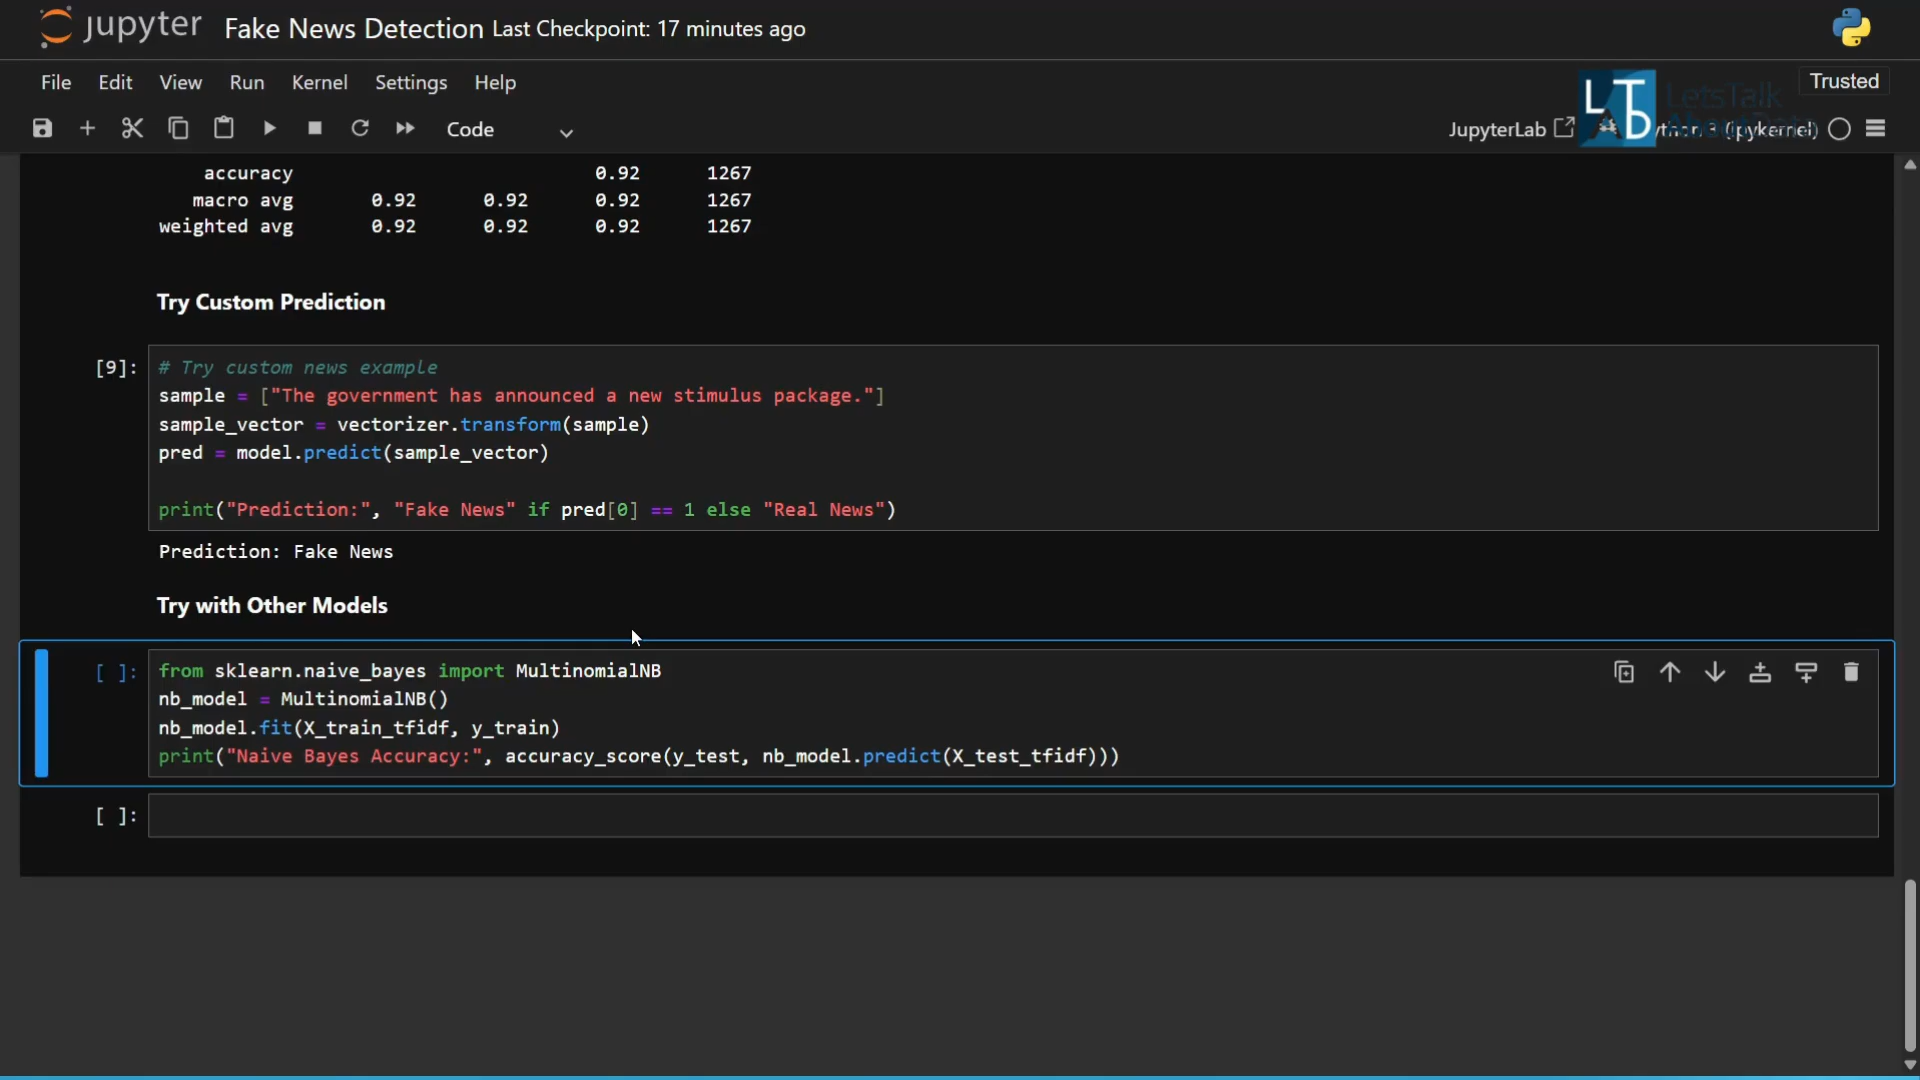 jupyter Fake News Detection Last Checkpoint: 17 minutes ago
File Edit View Run Kernel Settings Help
Trusted
LetsTalk
Code
JupyterLab
LTD
(ipykernel)
accuracy 0.92 1267
macro avg 0.92 0.92 0.92 1267
weighted avg 0.92 0.92 0.92 1267
Try Custom Prediction
[9]: # Try custom news example
sample = ["The government has announced a new stimulus package."]
sample_vector = vectorizer.transform(sample)
pred = model.predict(sample_vector)
print("Prediction:", "Fake News" if pred[0] == 1 else "Real News")
Prediction: Fake News
Try with Other Models
[ ]: from sklearn.naive_bayes import MultinomialNB
nb_model = MultinomialNB()
nb_model.fit(X_train_tfidf, y_train)
print("Naive Bayes Accuracy:", accuracy_score(y_test, nb_model.predict(X_test_tfidf)))
[ ]: